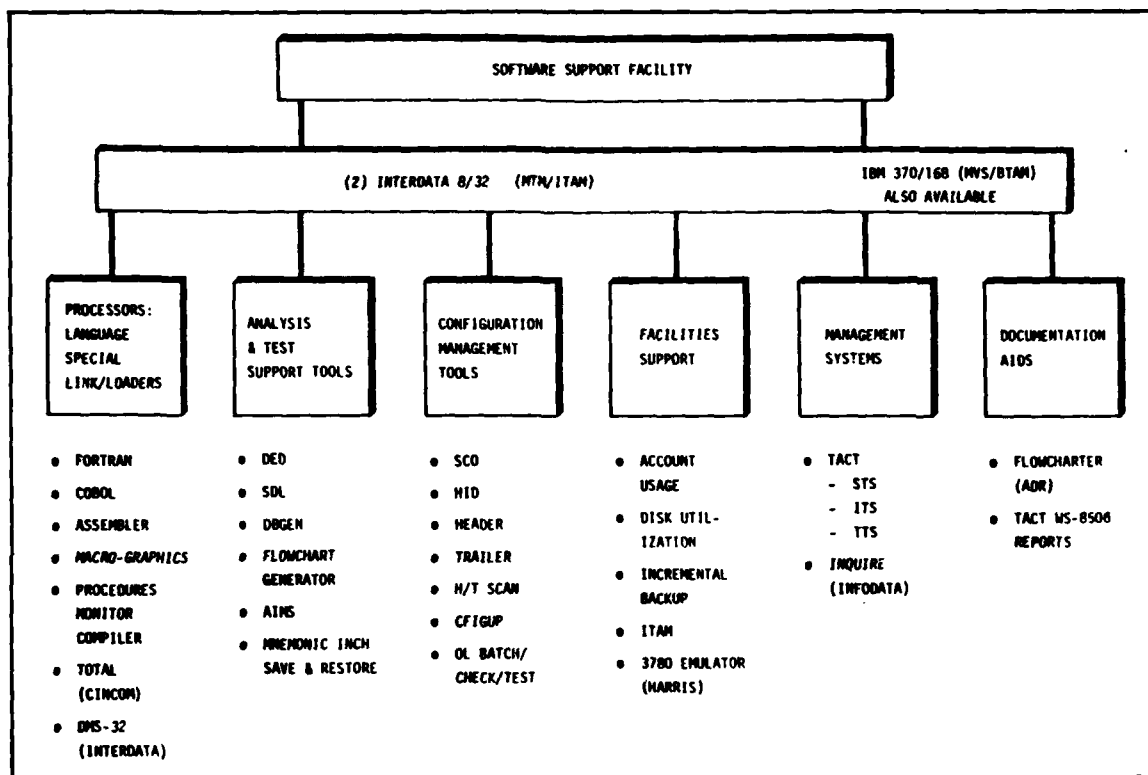 SOFTWARE SUPPORT FACILITY
(2) INTERDATA 8/32 (MTM/ITAM)
IBM 370/168 (MVS/BTAM)
ALSO AVAILABLE
PROCESSORS:
LANGUAGE
SPECIAL
LINK/LOADERS
ANALYSIS
& TEST
SUPPORT TOOLS
CONFIGURATION
MANAGEMENT
TOOLS
FACILITIES
SUPPORT
MANAGEMENT
SYSTEMS
DOCUMENTATION
AIDS
● FORTRAN
● COBOL
● ASSEMBLER
● MACRO-GRAPHICS
● PROCEDURES
MONITOR
COMPILER
● TOTAL
(CINCOM)
● DMS-32
(INTERDATA)
● DED
● SDL
● DBGEN
● FLOWCHART
GENERATOR
● AIMS
● MNEMONIC INCH
SAVE & RESTORE
● SCO
● HID
● HEADER
● TRAILER
● H/T SCAN
● CFIGUP
● OL BATCH/
CHECK/TEST
● ACCOUNT
USAGE
● DISK UTIL-
IZATION
● INCREMENTAL
BACKUP
● ITAM
● 3780 EMULATOR
(HARRIS)
● TACT
- STS
- ITS
- TTS
● INQUIRE
(INFODATA)
● FLOWCHARTER
(ADR)
● TACT WS-8506
REPORTS